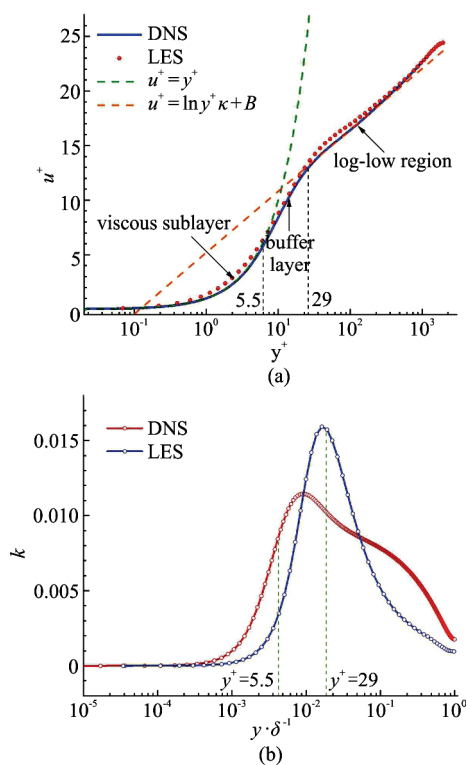 (a)
DNS
LES
u⁺=y⁺
u⁺=ln y⁺κ+B
25
20
15
10
5
0
u⁺
log-low region
viscous sublayer
buffer
layer
5.5
29
10⁻¹
10⁰
10¹
10²
10³
y⁺
(a)
DNS
LES
0.015
0.010
0.005
0
k
y⁺=5.5
y⁺=29
10⁻⁵
10⁻⁴
10⁻³
10⁻²
10⁻¹
10⁰
y·δ⁻¹
(b)